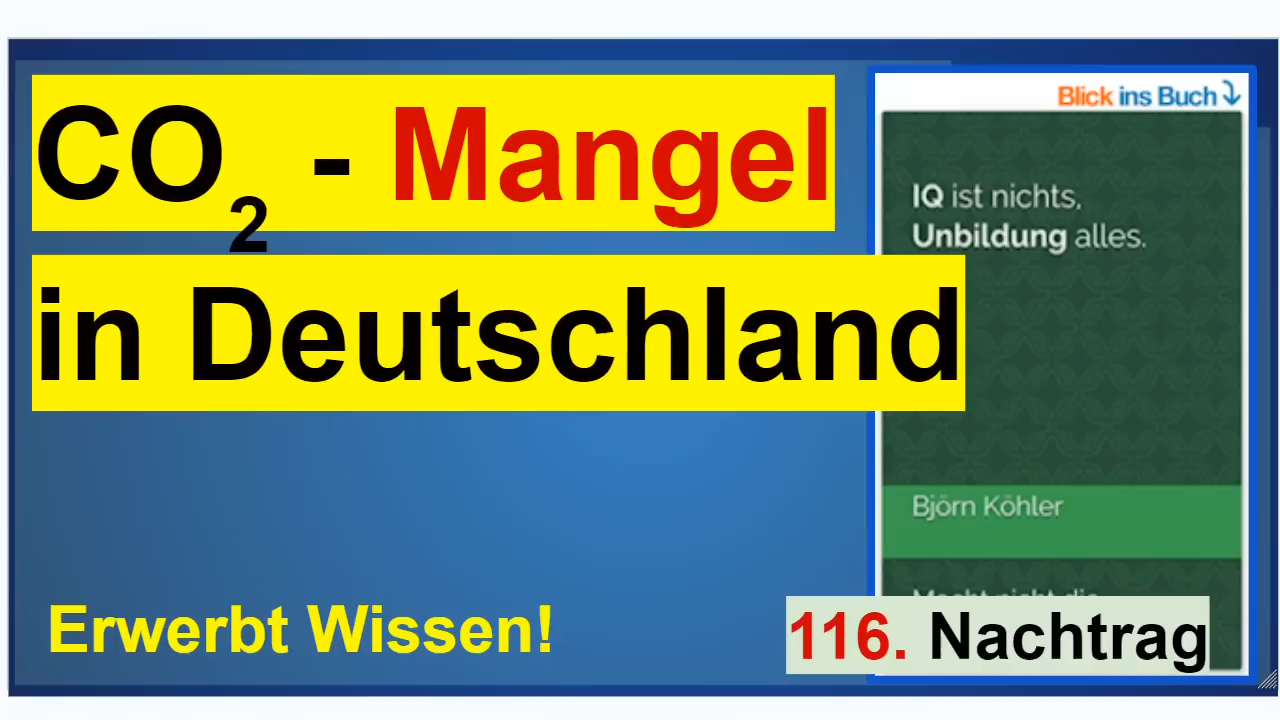 CO₂ - Mangel
in Deutschland
Blick ins Buch
IQ ist nichts,
Unbildung alles.
Björn Köhler
Erwerbt Wissen!
116. Nachtrag